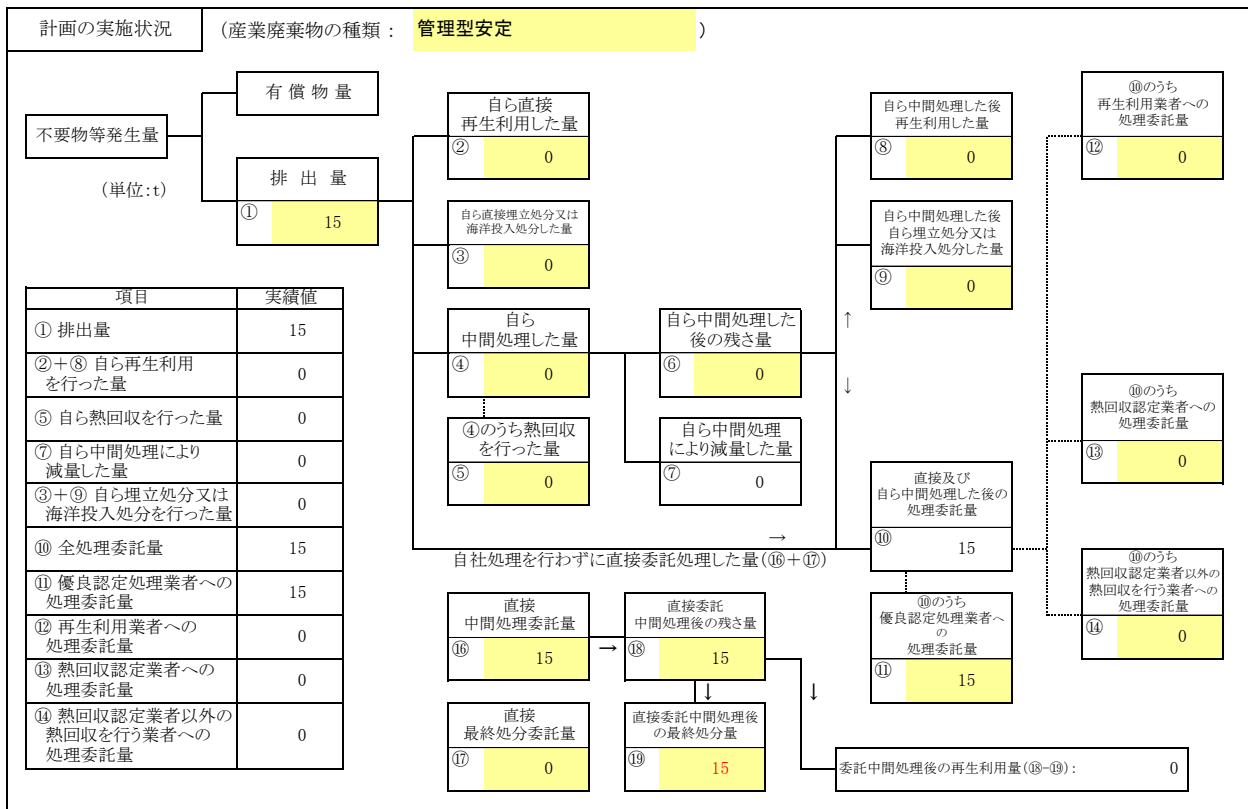 計画の実施状況
(産業廃棄物の種類: 管理型安定 )
不要物等発生量
(単位:t)
有償物量
排出量
① 15
自ら直接
再生利用した量
② 0
自ら直接埋立処分又は
海洋投入処分した量
③ 0
自ら
中間処理した量
④ 0
④のうち熱回収
を行った量
⑤ 0
自ら中間処理した
後の残さ量
⑥ 0
自ら中間処理
により減量した量
⑦ 0
自ら中間処理した後
再生利用した量
⑧ 0
自ら中間処理した後
自ら埋立処分又は
海洋投入処分した量
⑨ 0
↑
↓
⑩のうち
再生利用業者への
処理委託量
⑫ 0
⑩のうち
熱回収認定業者への
処理委託量
⑬ 0
直接及び
自ら中間処理した後の
処理委託量
⑩ 15
⑩のうち
熱回収認定業者以外の
熱回収を行う業者への
処理委託量
⑭ 0
⑩のうち
優良認定処理業者へ
の
処理委託量
⑪ 15
→
自社処理を行わずに直接委託処理した量(⑯+⑰)
直接
中間処理委託量
⑯ 15
→
直接委託
中間処理後の残さ量
⑱ 15
↓
↓
直接
最終処分委託量
⑰ 0
直接委託中間処理後
の最終処分量
⑲ 15
委託中間処理後の再生利用量(⑱-⑲): 0
項目 実績値
① 排出量 15
②+⑧ 自ら再生利用
を行った量 0
⑤ 自ら熱回収を行った量 0
⑦ 自ら中間処理により
減量した量 0
③+⑨ 自ら埋立処分又は
海洋投入処分を行った量 0
⑩ 全処理委託量 15
⑪ 優良認定処理業者への
処理委託量 15
⑫ 再生利用業者への
処理委託量 0
⑬ 熱回収認定業者への
処理委託量 0
⑭ 熱回収認定業者以外の
熱回収を行う業者への
処理委託量 0